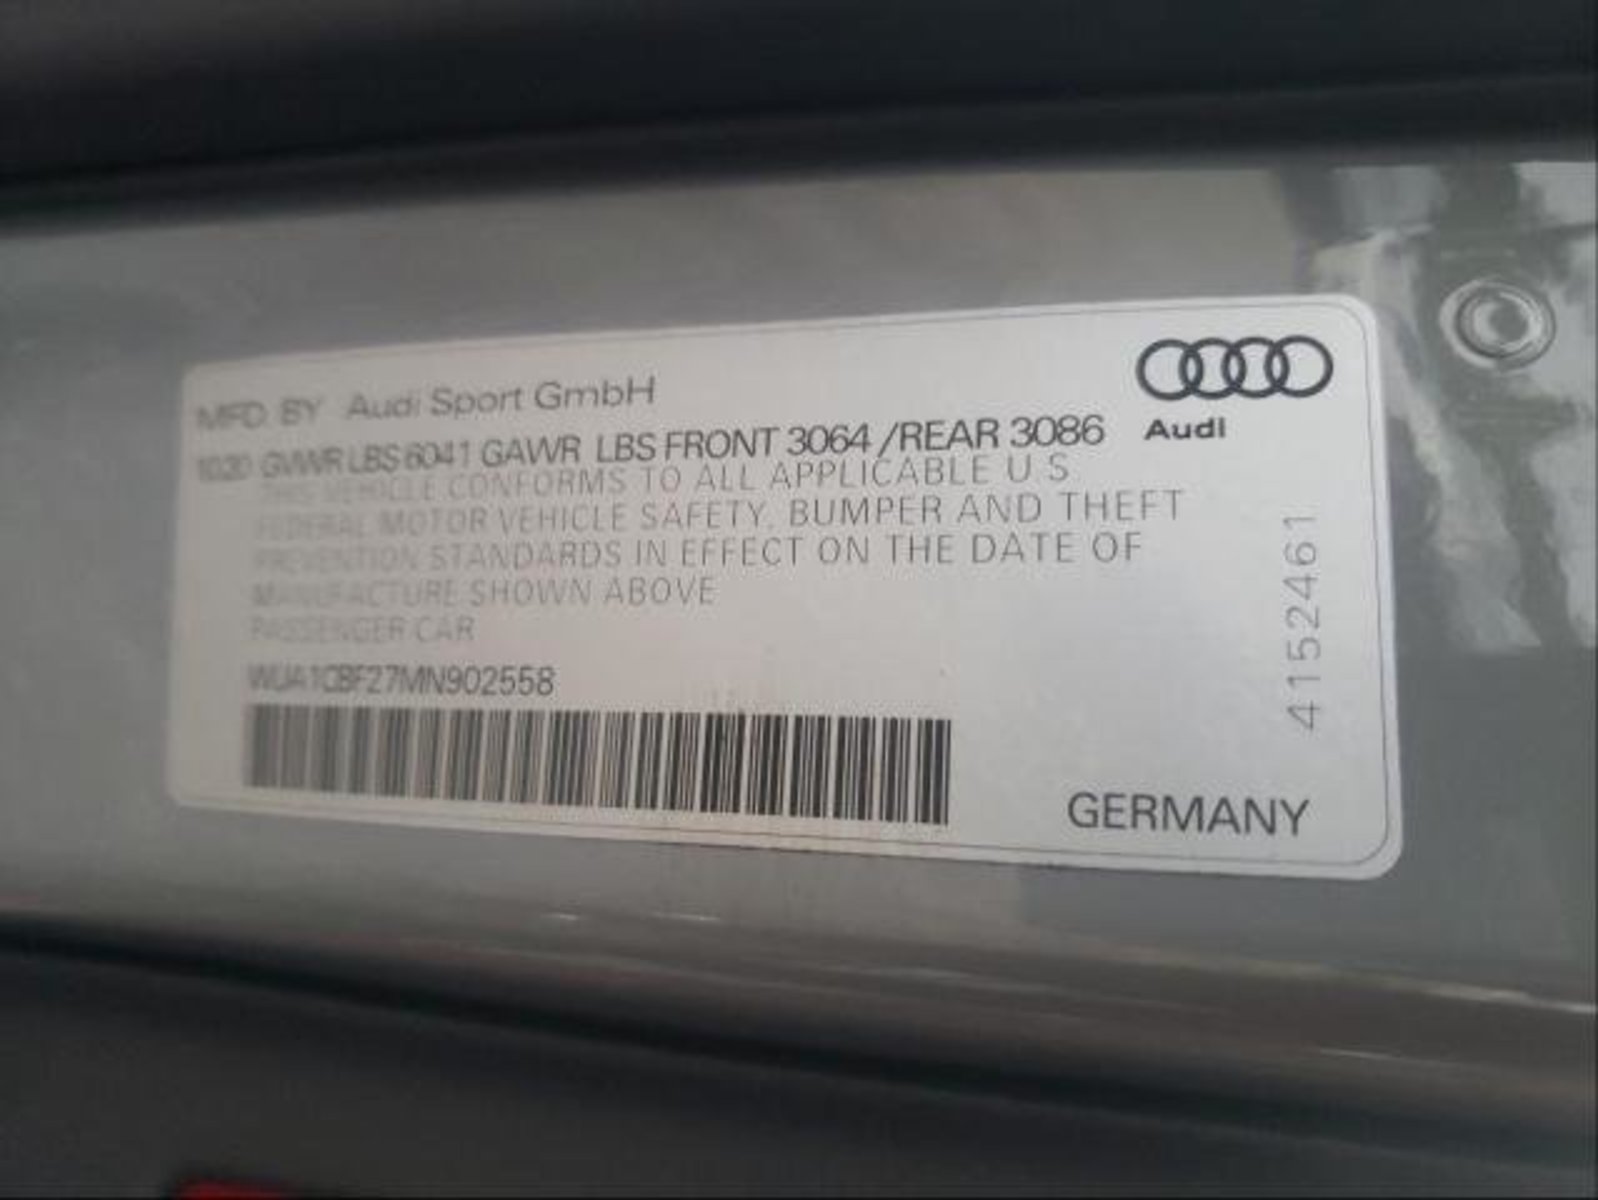 MFD. BY Audi Sport GmbH
10.20 GVWR LBS 6041 GAWR LBS FRONT 3064 /REAR 3086
Audi
THIS VEHICLE CONFORMS TO ALL APPLICABLE U S
FEDERAL MOTOR VEHICLE SAFETY, BUMPER AND THEFT
PREVENTION STANDARDS IN EFFECT ON THE DATE OF
MANUFACTURE SHOWN ABOVE
PASSENGER CAR
WUA1CBF27MN902558
4152461
GERMANY